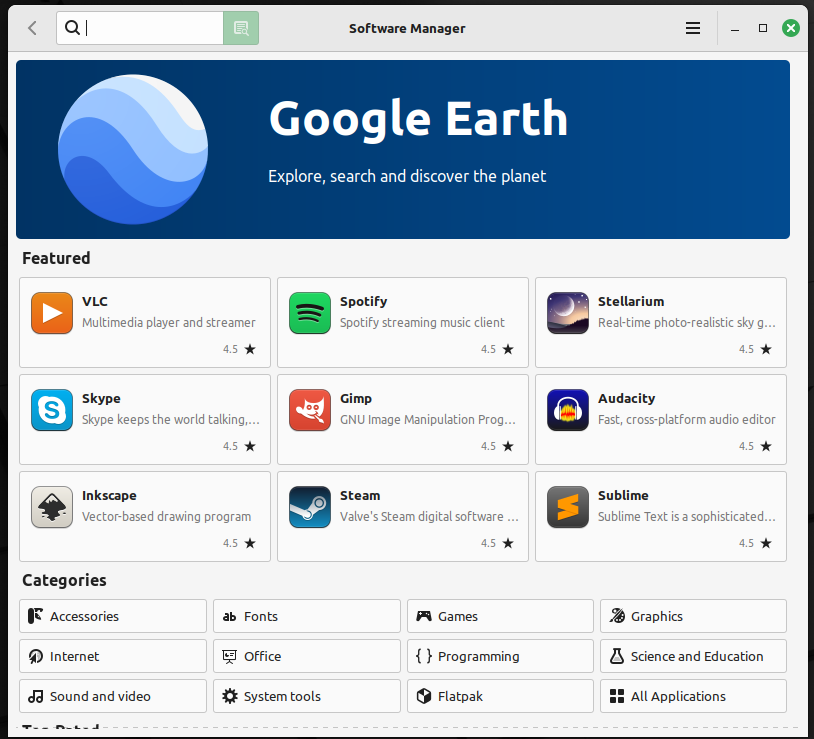 Software Manager
Google Earth
Explore, search and discover the planet
Featured
VLC
Multimedia player and streamer
4.5 ★
Spotify
Spotify streaming music client
4.5 ★
Stellarium
Real-time photo-realistic sky g...
4.5 ★
Skype
Skype keeps the world talking,...
4.5 ★
Gimp
GNU Image Manipulation Prog...
4.5 ★
Audacity
Fast, cross-platform audio editor
4.5 ★
Inkscape
Vector-based drawing program
4.5 ★
Steam
Valve's Steam digital software ...
4.5 ★
Sublime
Sublime Text is a sophisticated...
4.5 ★
Categories
Accessories
ab Fonts
Games
Graphics
Internet
Office
{ } Programming
Science and Education
Sound and video
System tools
Flatpak
All Applications
Top Rated